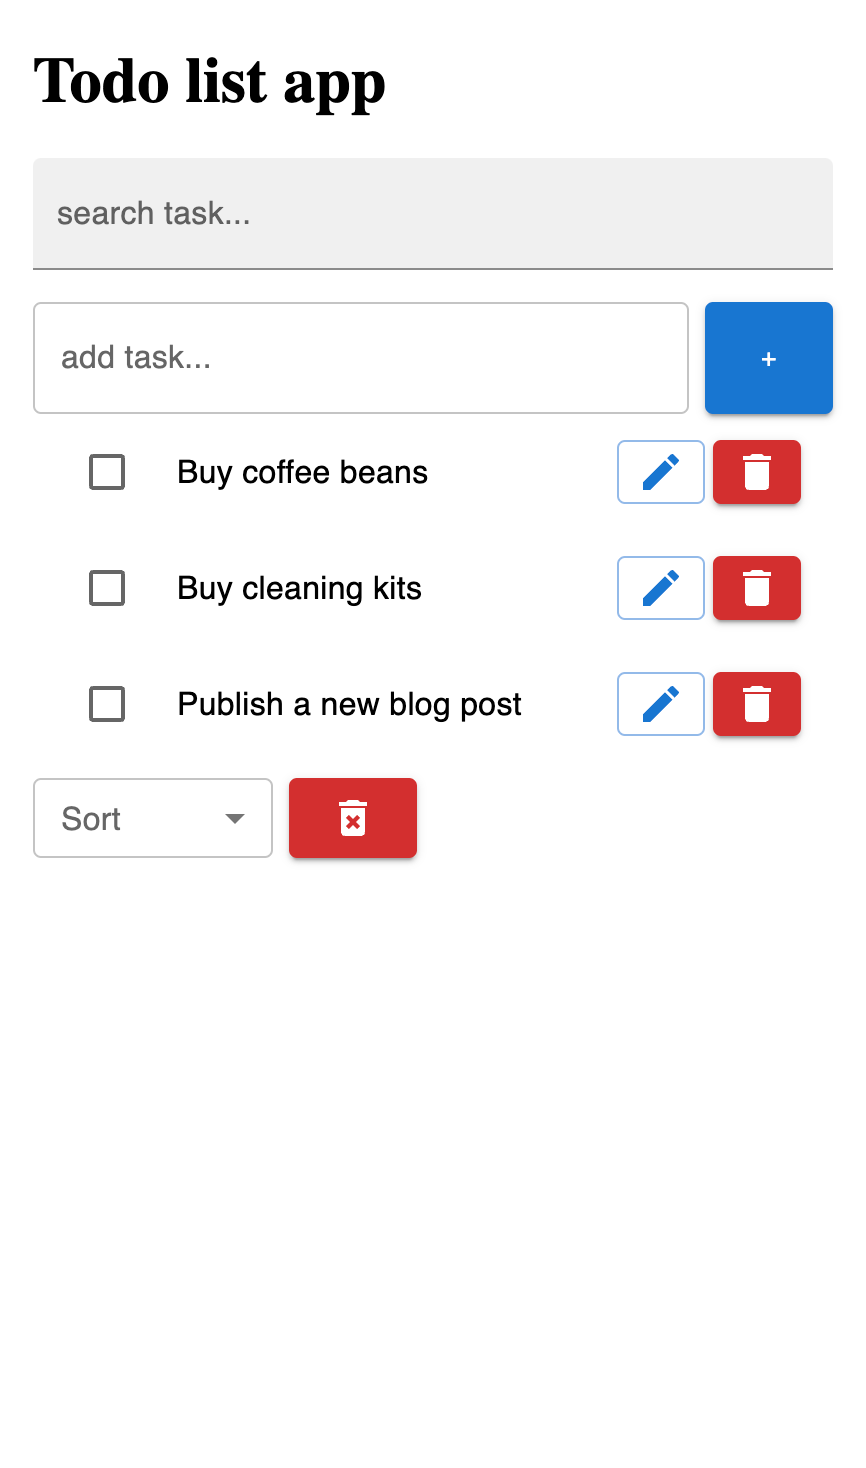 Todo list app
search task...
add task...
+
Buy coffee beans
Buy cleaning kits
Publish a new blog post
Sort